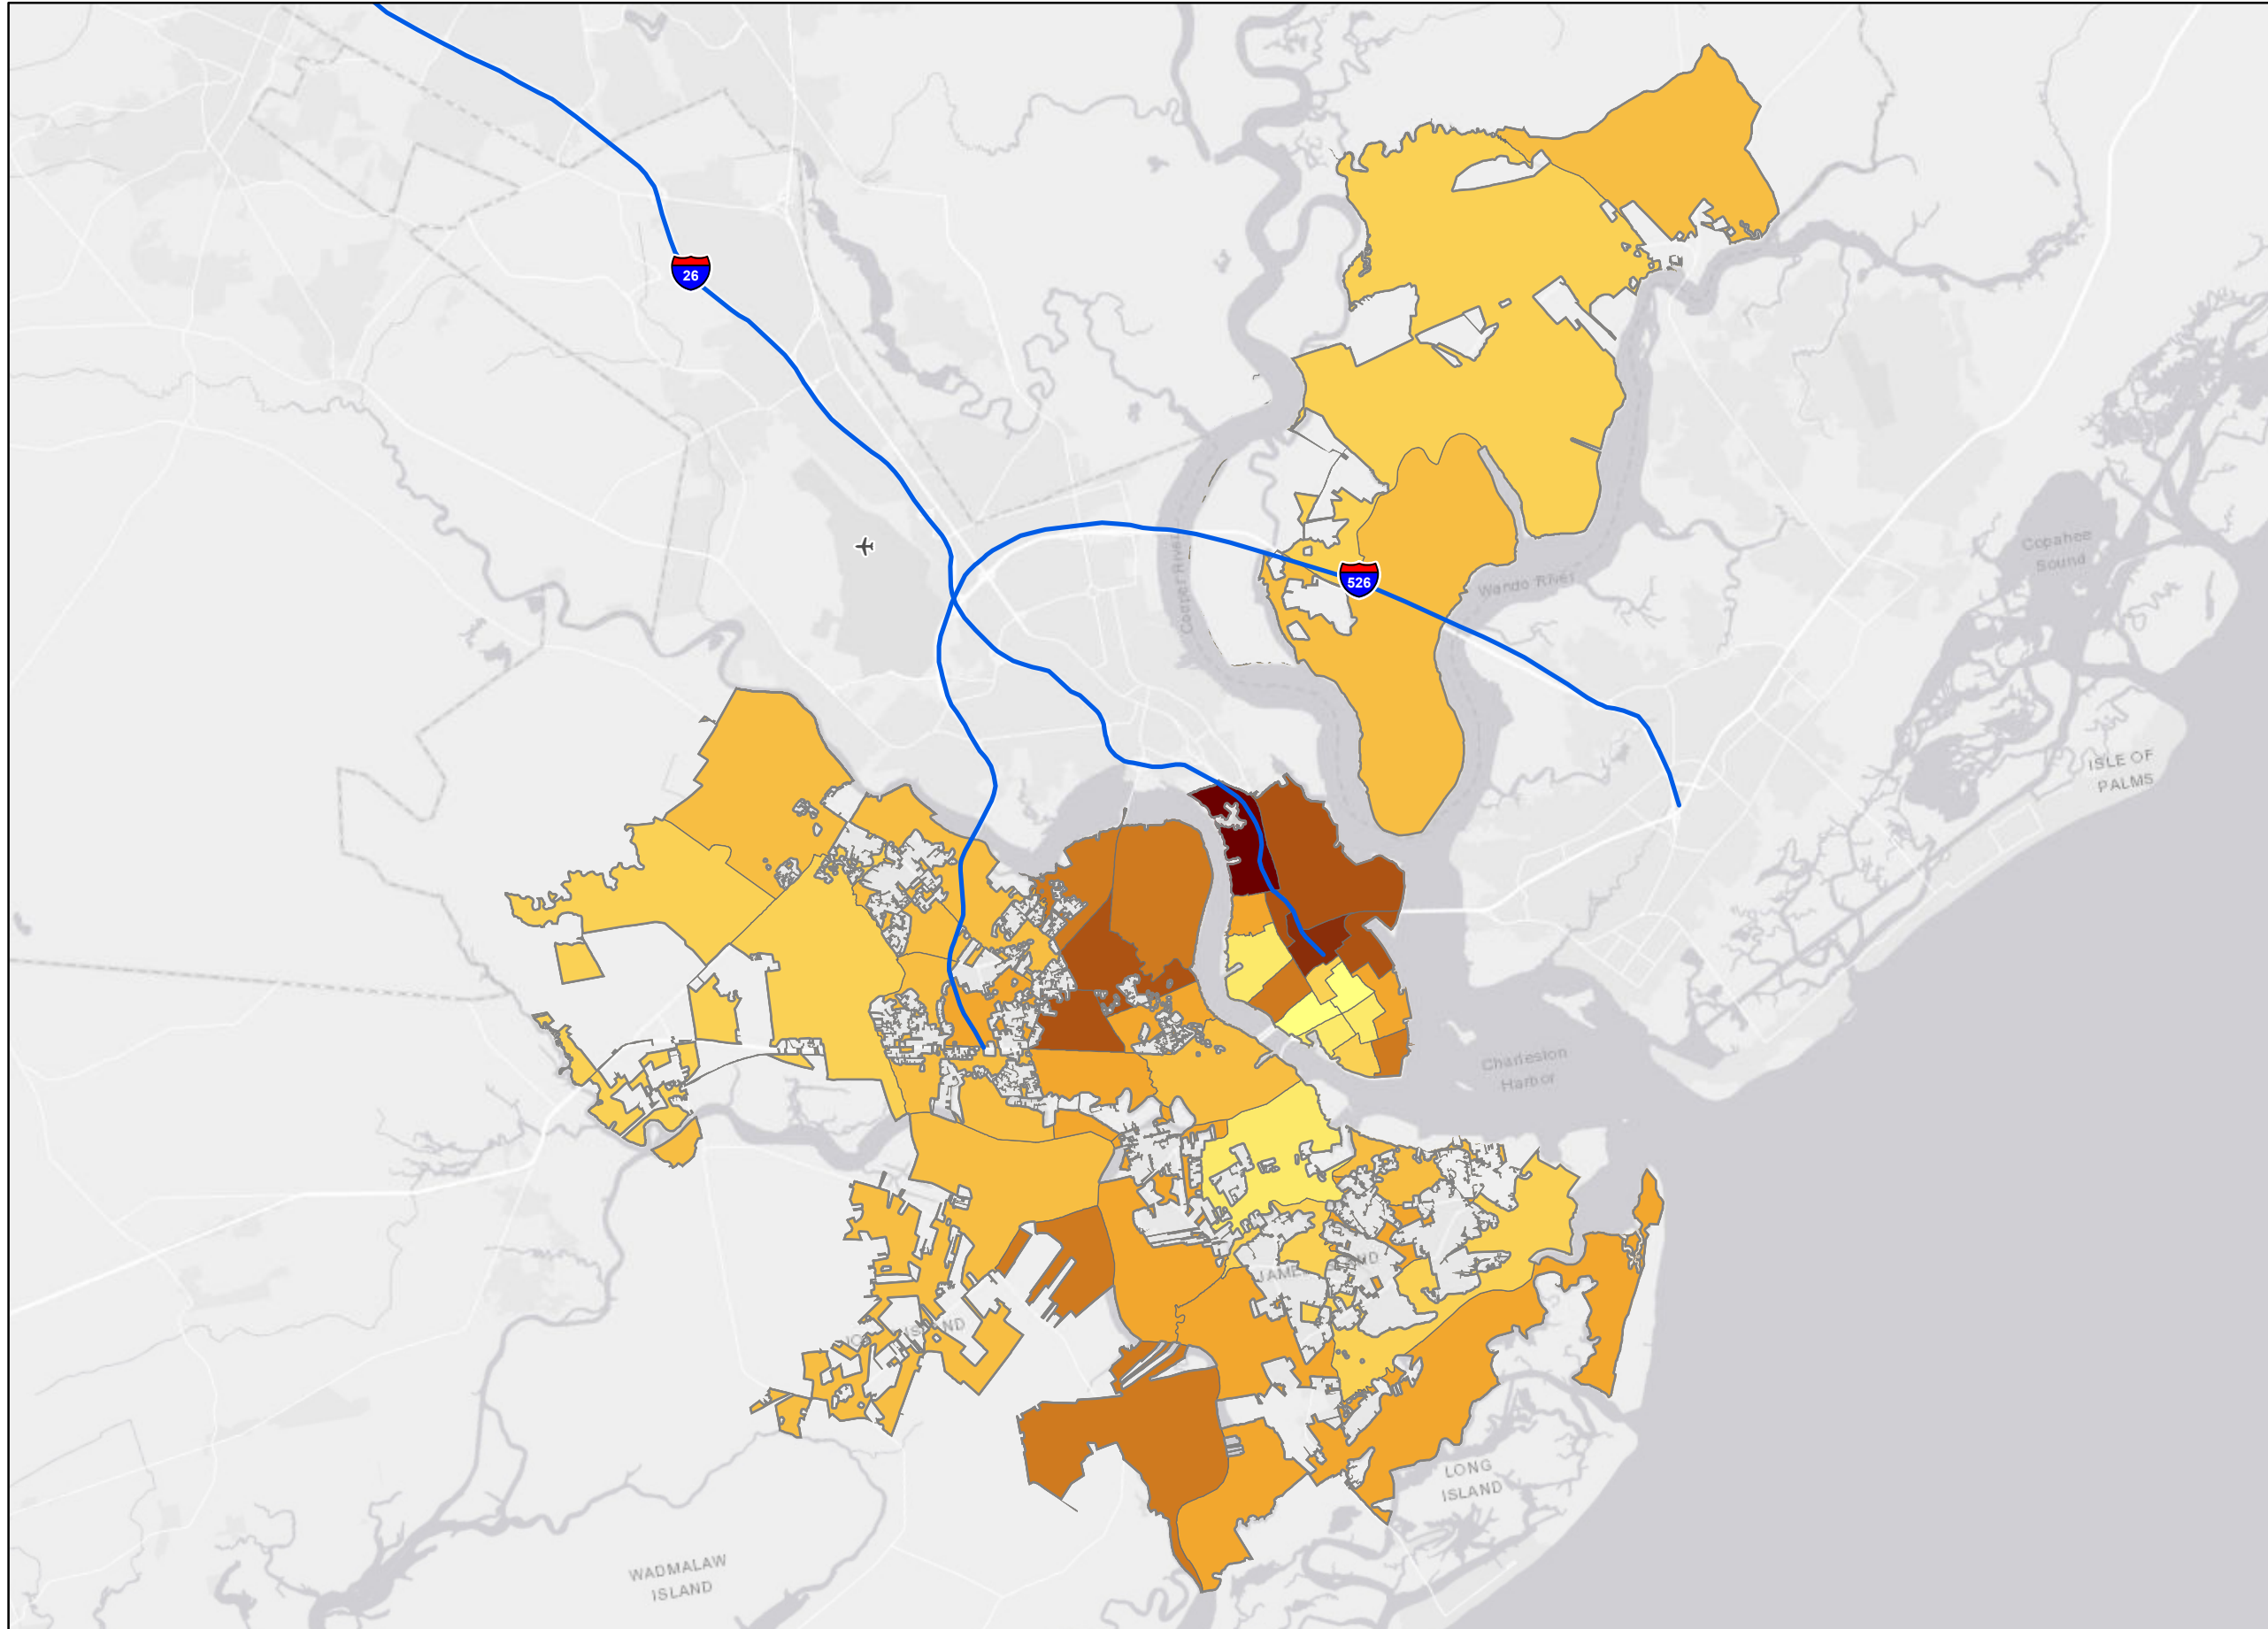 26
526
Cooper River
Wando River
Copahee
Sound
ISLE OF
PALMS
Charleston
Harbor
LONG
ISLAND
WADMALAW
ISLAND